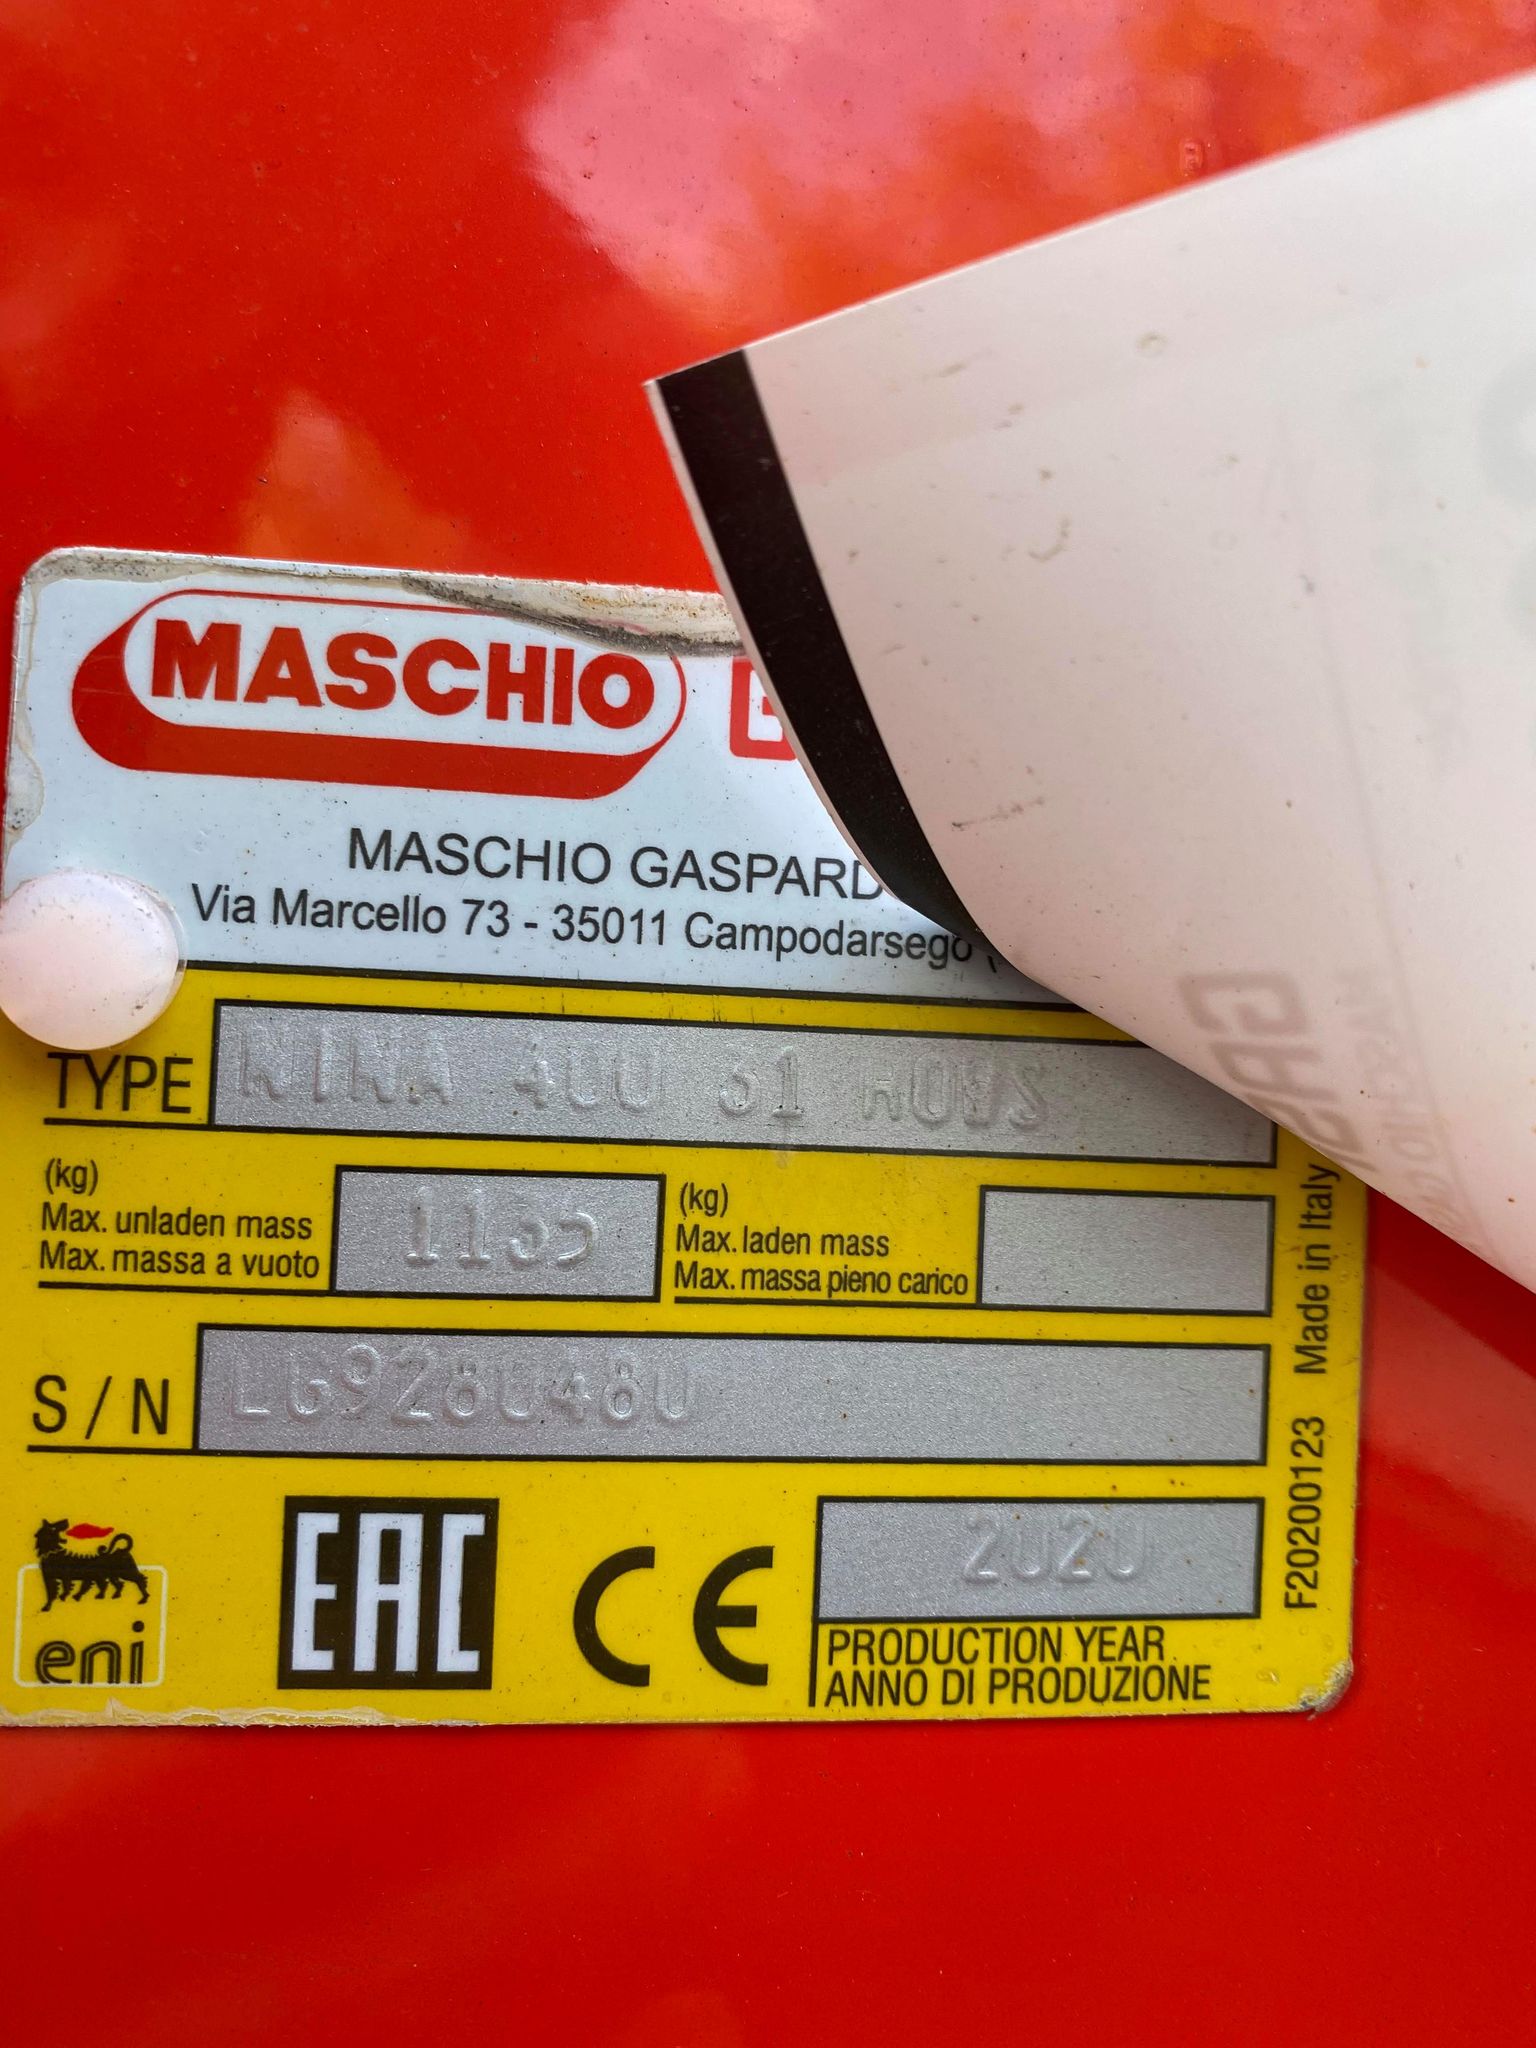 MASCHIO
MASCHIO GASPARD
Via Marcello 73 - 35011 Campodarsego
TYPE NINA 400 31 ROWS
(kg)
Max. unladen mass
Max. massa a vuoto
(kg)
Max. laden mass
Max. massa pieno carico
S / N LG9Z80480
eni
EAC
CE
2020
PRODUCTION YEAR
ANNO DI PRODUZIONE
F20200123 Made in Italy